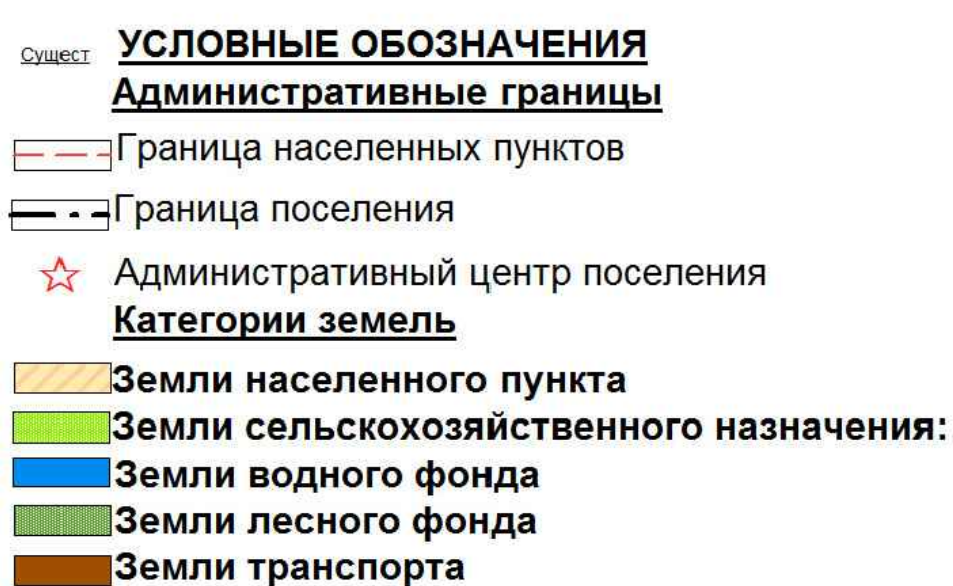 Сущест УСЛОВНЫЕ ОБОЗНАЧЕНИЯ
Административные границы
Граница населенных пунктов
Граница поселения
Административный центр поселения
Категории земель
Земли населенного пункта
Земли сельскохозяйственного назначения:
Земли водного фонда
Земли лесного фонда
Земли транспорта